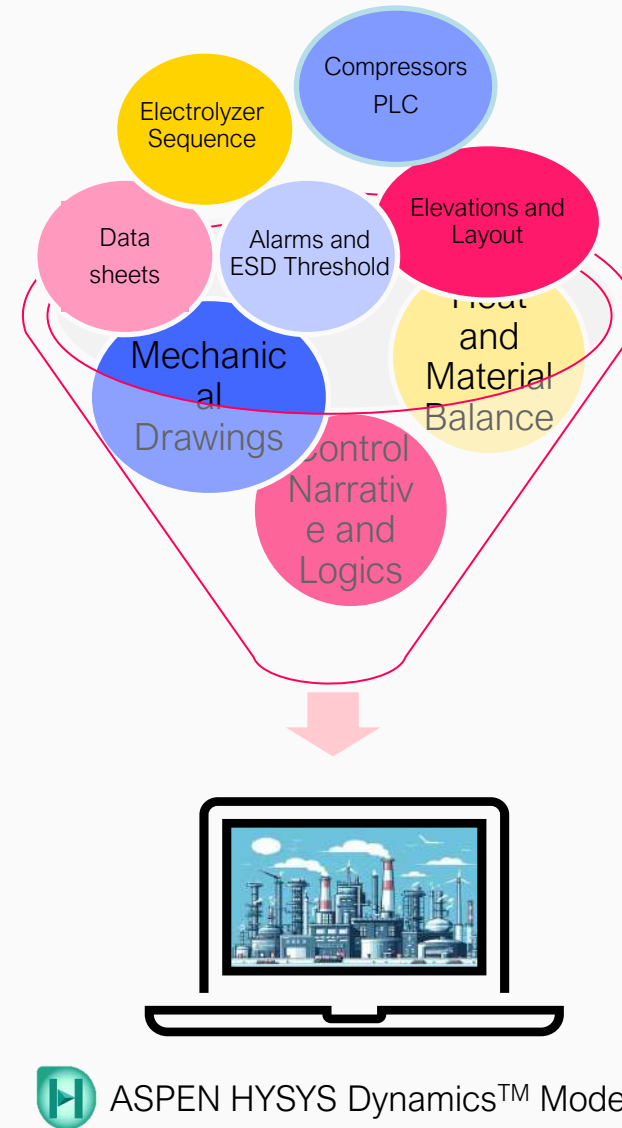 Compressors
PLC
Electrolyzer
Sequence
Elevations and
Layout
Data
sheets
Alarms and
ESD Threshold
Heat
and
Material
Balance
Mechanic
al
Drawings
Control
Narrativ
e and
Logics
ASPEN HYSYS Dynamics™ Mode